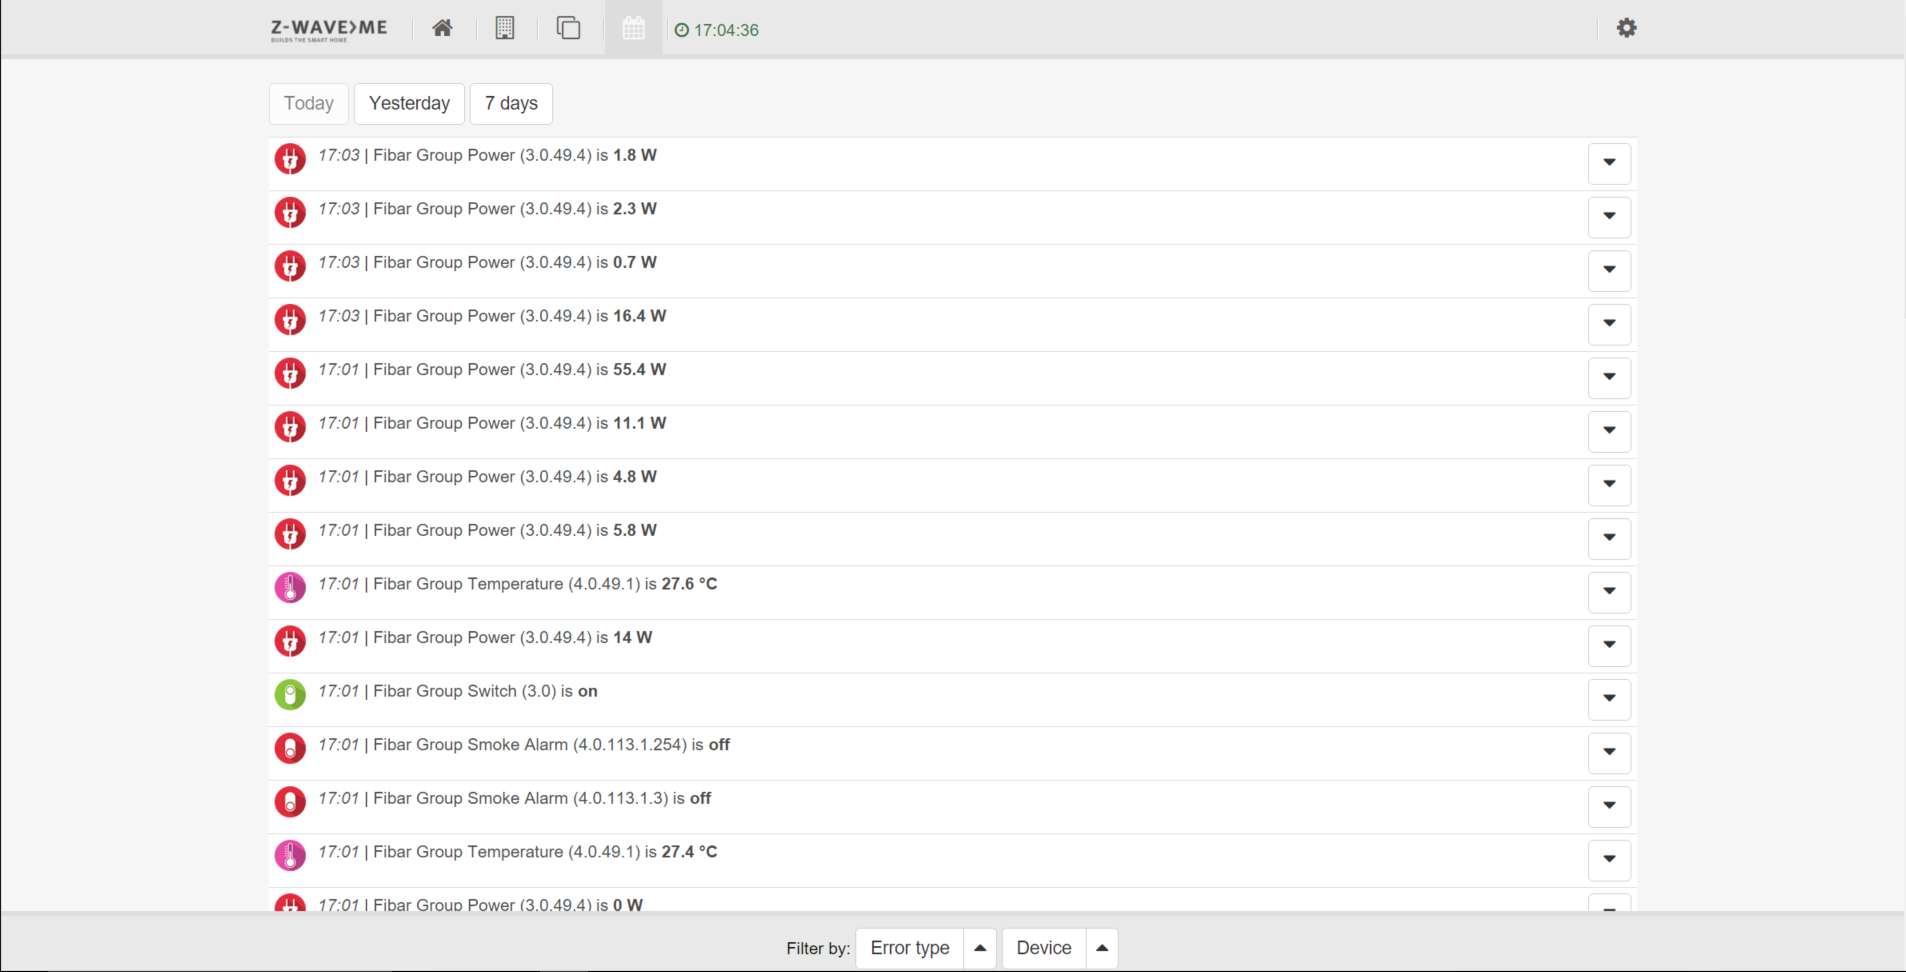 Z-WAVE>ME
BUILDS THE SMART HOME
17:04:36
Today
Yesterday
7 days
17:03 | Fibar Group Power (3.0.49.4) is 1.8 W
17:03 | Fibar Group Power (3.0.49.4) is 2.3 W
17:03 | Fibar Group Power (3.0.49.4) is 0.7 W
17:03 | Fibar Group Power (3.0.49.4) is 16.4 W
17:01 | Fibar Group Power (3.0.49.4) is 55.4 W
17:01 | Fibar Group Power (3.0.49.4) is 11.1 W
17:01 | Fibar Group Power (3.0.49.4) is 4.8 W
17:01 | Fibar Group Power (3.0.49.4) is 5.8 W
17:01 | Fibar Group Temperature (4.0.49.1) is 27.6 °C
17:01 | Fibar Group Power (3.0.49.4) is 14 W
17:01 | Fibar Group Switch (3.0) is on
17:01 | Fibar Group Smoke Alarm (4.0.113.1.254) is off
17:01 | Fibar Group Smoke Alarm (4.0.113.1.3) is off
17:01 | Fibar Group Temperature (4.0.49.1) is 27.4 °C
17:01 | Fibar Group Power (3.0.49.4) is 0 W
Filter by: Error type Device